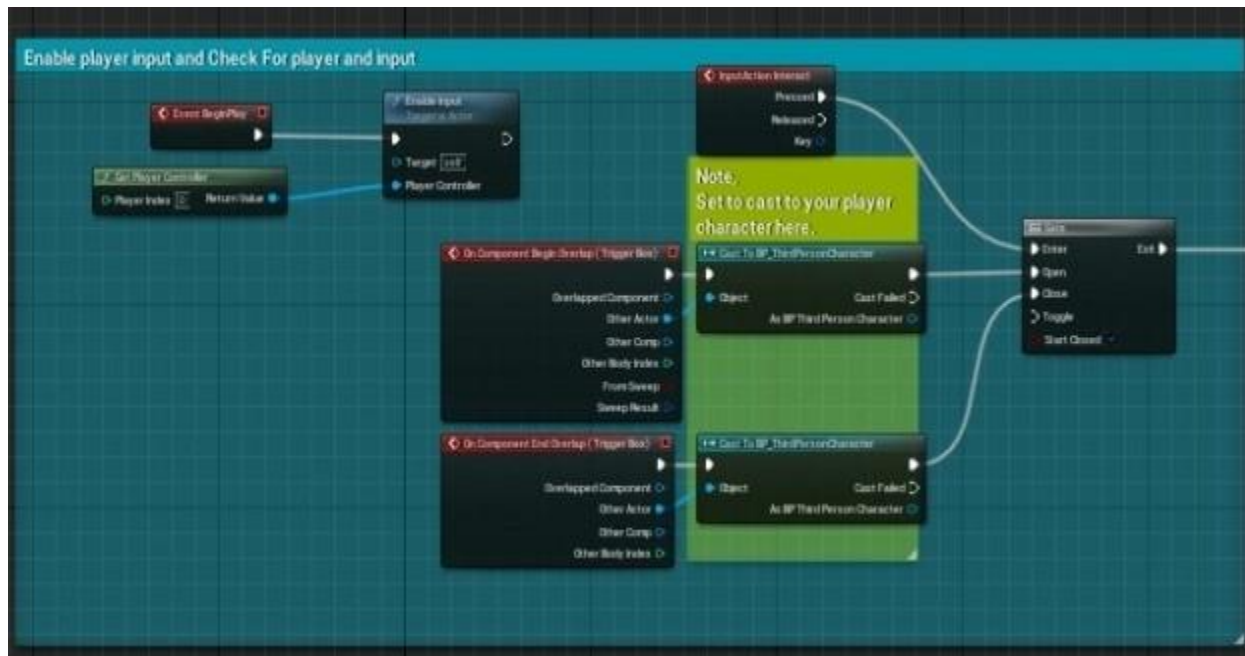 Enable player input and Check For player and input
Event BeginPlay
Enable Input
Target is Actor
Target self
Player Controller
Get Player Controller
Player Index 0 Return Value
InputAction Interact
Pressed
Released
Key
Note,
Set to cast to your player
character here.
On Component Begin Overlap (Trigger Box)
Overlapped Component
Other Actor
Other Comp
Other Body Index
From Sweep
Sweep Result
Cast To BP_ThirdPersonCharacter
Object Cast Failed
As BP Third Person Character
Gate
Enter Exit
Open
Close
Toggle
Start Closed
On Component End Overlap (Trigger Box)
Overlapped Component
Other Actor
Other Comp
Other Body Index
Cast To BP_ThirdPersonCharacter
Object Cast Failed
As BP Third Person Character